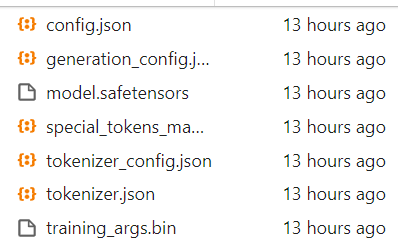 config.json 13 hours ago
generation_config.j... 13 hours ago
model.safetensors 13 hours ago
special_tokens_ma... 13 hours ago
tokenizer_config.json 13 hours ago
tokenizer.json 13 hours ago
training_args.bin 13 hours ago